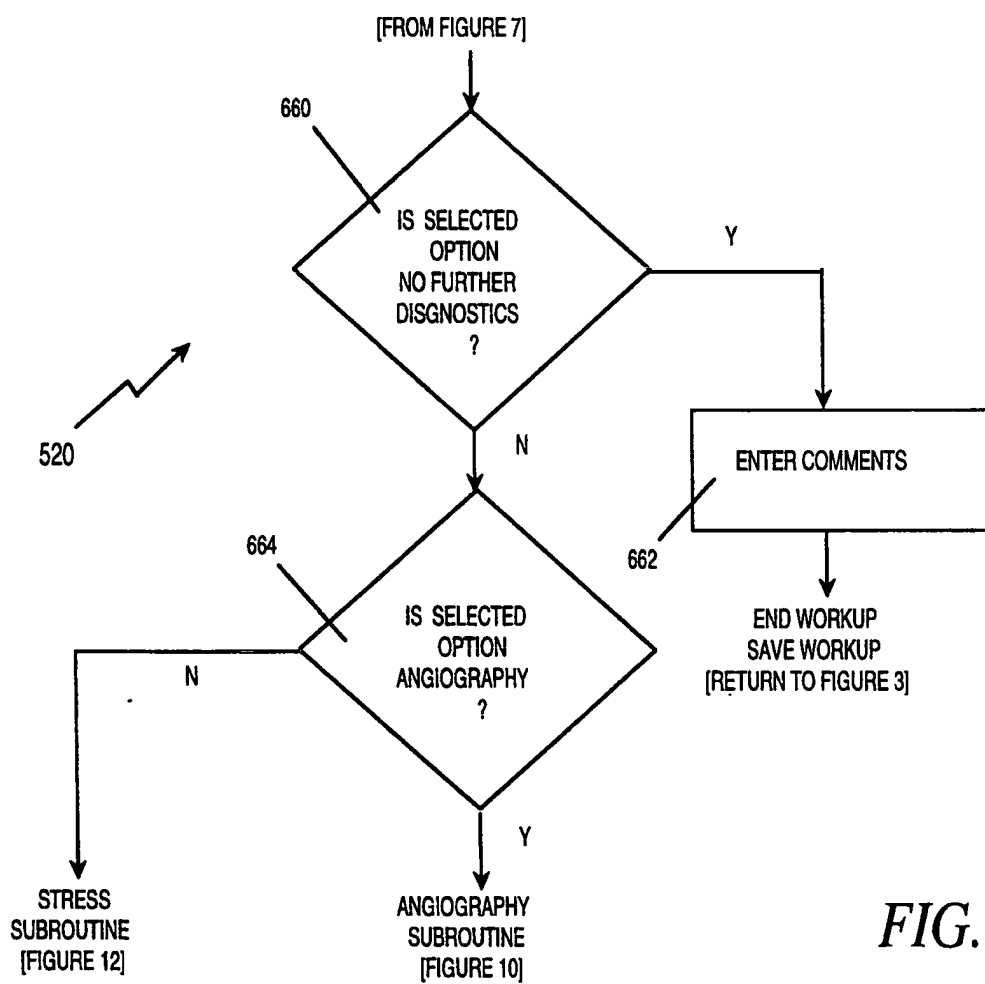 [FROM FIGURE 7]
660
IS SELECTED
OPTION
NO FURTHER
DISGNOSTICS
?
Y
520
N
ENTER COMMENTS
662
664
IS SELECTED
OPTION
ANGIOGRAPHY
?
END WORKUP
SAVE WORKUP
[RETURN TO FIGURE 3]
N
Y
STRESS
SUBROUTINE
[FIGURE 12]
ANGIOGRAPHY
SUBROUTINE
[FIGURE 10]
FIG.